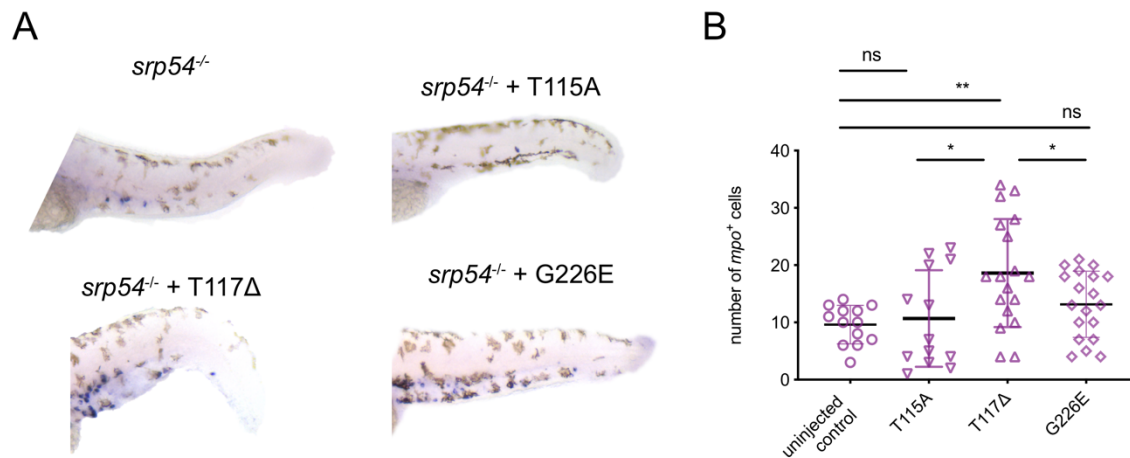 A
srp54-/-
srp54-/- + T115A
srp54-/- + T117Δ
srp54-/- + G226E
B
ns
**
ns
*
*
number of mpo+ cells
40
30
20
10
0
uninjected
control
T115A
T117Δ
G226E